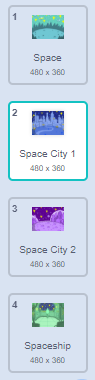 1
Space
480 x 360
2
Space City 1
480 x 360
3
Space City 2
480 x 360
4
Spaceship
480 x 360